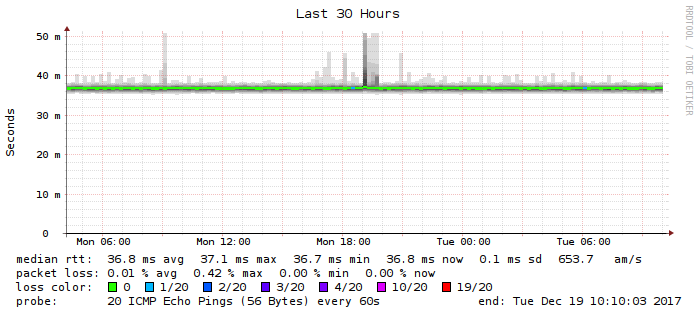 Last 30 Hours
RRDTOOL / TOBI OETIKER
Seconds
50 m
40 m
30 m
20 m
10 m
0
Mon 06:00 Mon 12:00 Mon 18:00 Tue 00:00 Tue 06:00
median rtt: 36.8 ms avg 37.1 ms max 36.7 ms min 36.8 ms now 0.1 ms sd 653.7 am/s
packet loss: 0.01 % avg 0.42 % max 0.00 % min 0.00 % now
loss color: 0 1/20 2/20 3/20 4/20 10/20 19/20
probe: 20 ICMP Echo Pings (56 Bytes) every 60s end: Tue Dec 19 10:10:03 2017